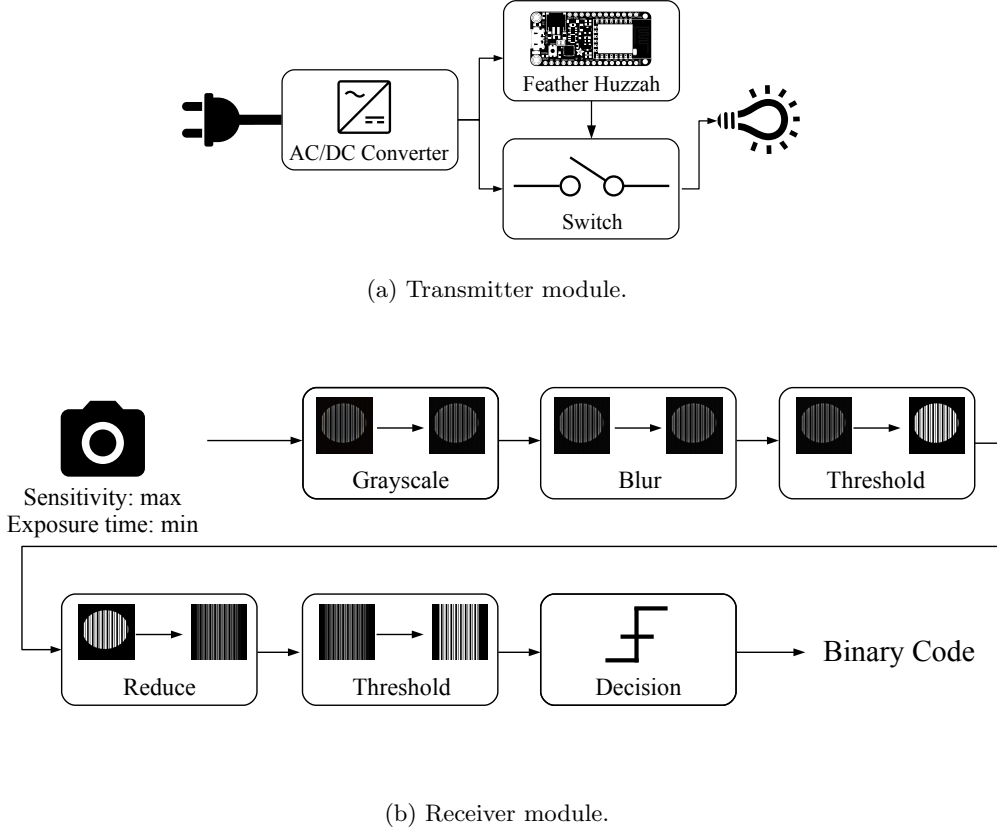 Feather Huzzah
AC/DC Converter
Switch
(a) Transmitter module.
Sensitivity: max
Exposure time: min
Grayscale
Blur
Threshold
Reduce
Threshold
Decision
Binary Code
(b) Receiver module.